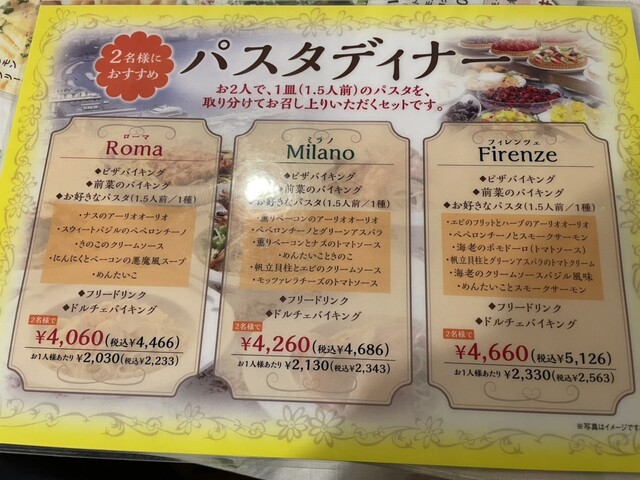 2名様に
おすすめ
パスタディナー
お2人で、1皿(1.5人前)のパスタを、
取り分けてお召し上りいただくセットです。
ローマ
Roma
◆ピザバイキング
◆前菜のバイキング
◆お好きなパスタ(1.5人前/1種)
・ナスのアーリオオーリオ
・スウィートバジルのペペロンチーノ
・きのこのクリームソース
・にんにくとベーコンの悪魔風スープ
・めんたいこ
◆フリードリンク
◆ドルチェバイキング
2名様で
¥4,060(税込¥4,466)
お1人様あたり ¥2,030(税込¥2,233)
ミラノ
Milano
◆ピザバイキング
◆前菜のバイキング
◆お好きなパスタ(1.5人前/1種)
・薫りベーコンのアーリオオーリオ
・ペペロンチーノとグリーンアスパラ
・薫りベーコンとナズのトマトソース
・めんたいこときのこ
・帆立貝柱とエビのクリームソース
・モッツァレラチーズのトマトソース
◆フリードリンク
◆ドルチェバイキング
2名様で
¥4,260(税込¥4,686)
お1人様あたり ¥2,130(税込¥2,343)
フィレンツェ
Firenze
◆ピザバイキング
◆前菜のバイキング
◆お好きなパスタ(1.5人前/1種)
・エビのフリットとハーブのアーリオオーリオ
・ペペロンチーノとスモークサーモン
・海老のポモドーロ(トマトソース)
・帆立貝柱とグリーンアスパラのトマトクリーム
・海老のクリームソースバジル風味
・めんたいことスモークサーモン
◆フリードリンク
◆ドルチェバイキング
2名様で
¥4,660(税込¥5,126)
お1人様あたり ¥2,330(税込¥2,563)
※写真はイメージです